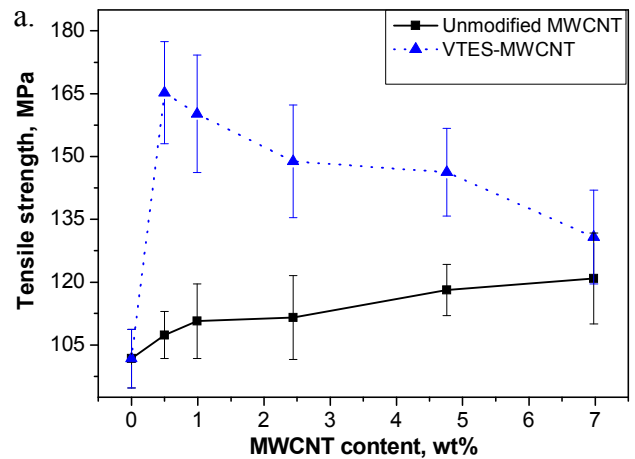 a.
Unmodified MWCNT
VTES-MWCNT
Tensile strength, MPa
180
165
150
135
120
105
0 1 2 3 4 5 6 7
MWCNT content, wt%